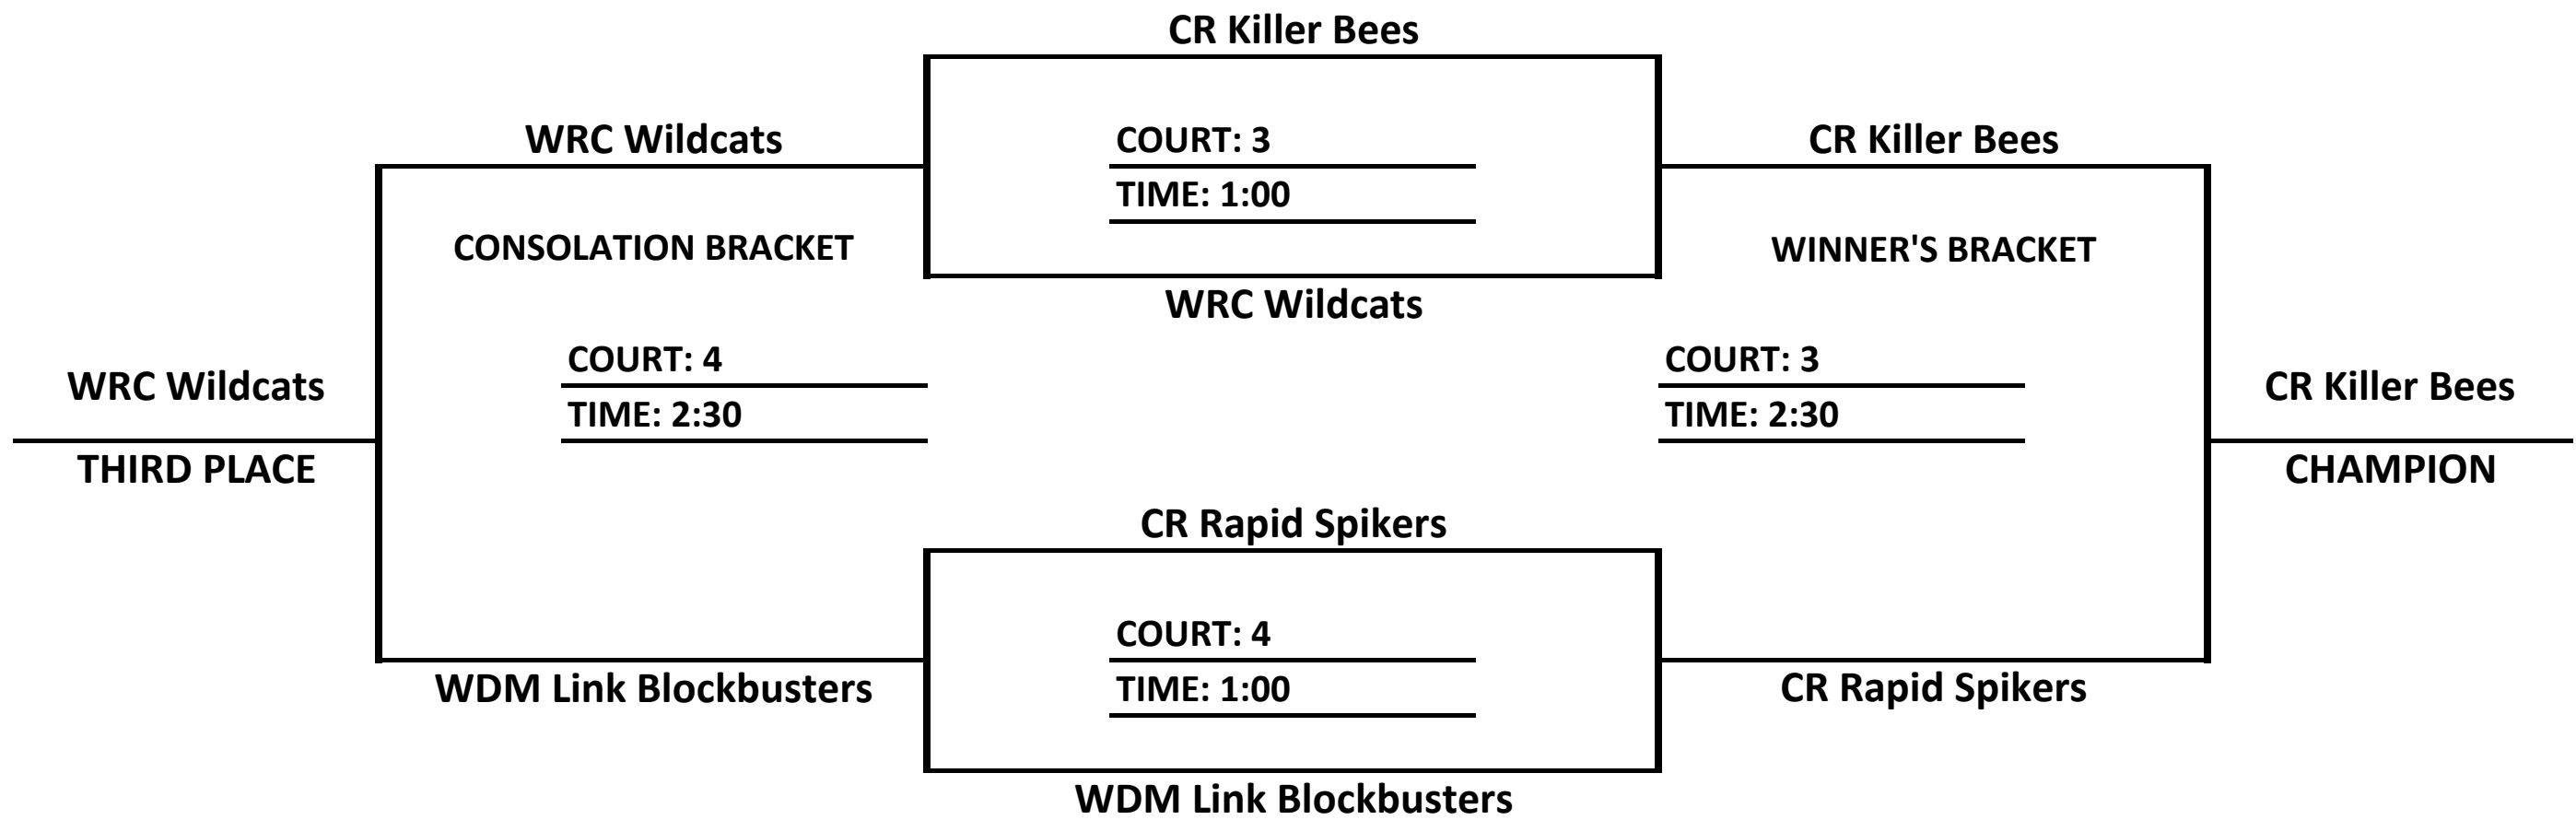 CR Killer Bees
WRC Wildcats
COURT: 3
CR Killer Bees
TIME: 1:00
CONSOLATION BRACKET
WINNER'S BRACKET
WRC Wildcats
COURT: 4
COURT: 3
WRC Wildcats
CR Killer Bees
TIME: 2:30
TIME: 2:30
THIRD PLACE
CHAMPION
CR Rapid Spikers
COURT: 4
WDM Link Blockbusters
TIME: 1:00
CR Rapid Spikers
WDM Link Blockbusters